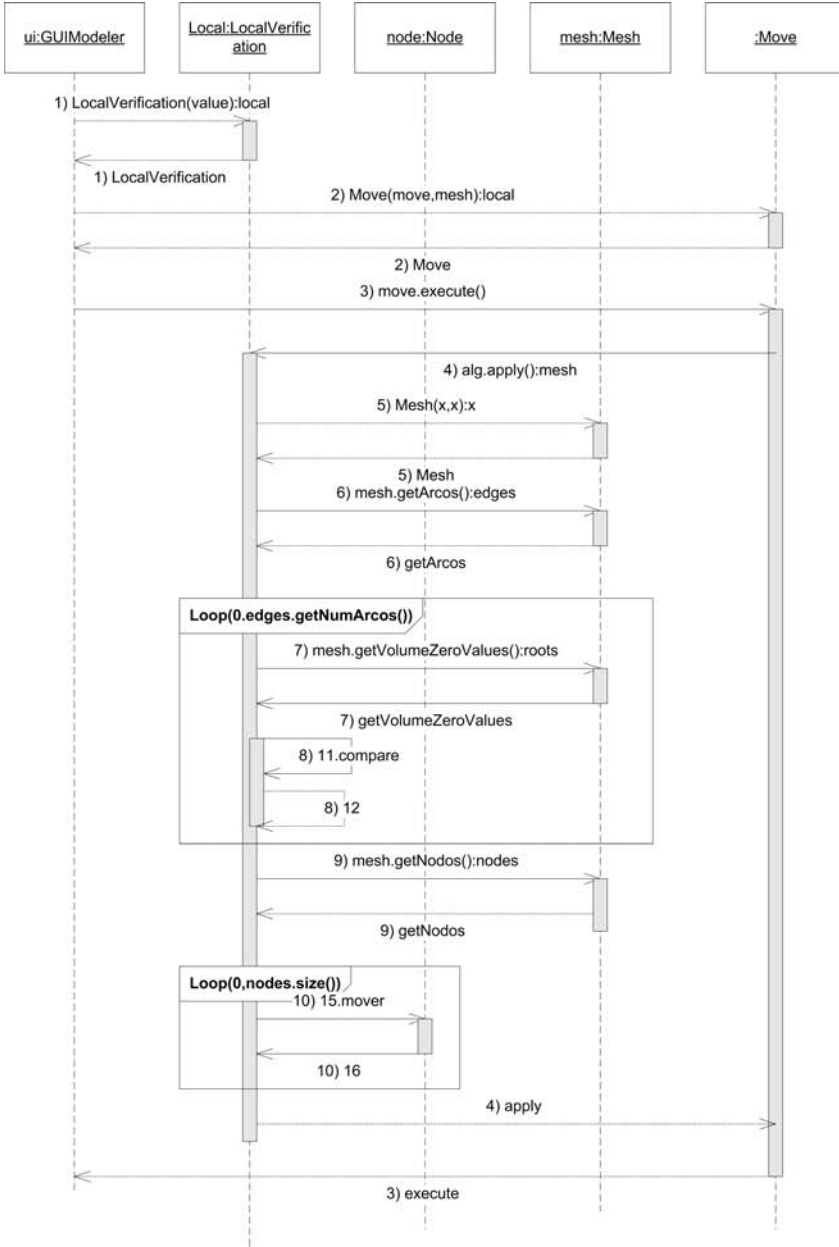 ui:GUIModeler
Local:LocalVerific
ation
node:Node
mesh:Mesh
:Move
1) LocalVerification(value):local
1) LocalVerification
2) Move(move,mesh):local
2) Move
3) move.execute()
4) alg.apply():mesh
5) Mesh(x,x):x
5) Mesh
6) mesh.getArcos():edges
6) getArcos
Loop(0.edges.getNumArcos())
7) mesh.getVolumeZeroValues():roots
7) getVolumeZeroValues
8) 11.compare
8) 12
9) mesh.getNodos():nodes
9) getNodos
Loop(0,nodes.size())
10) 15.mover
10) 16
4) apply
3) execute